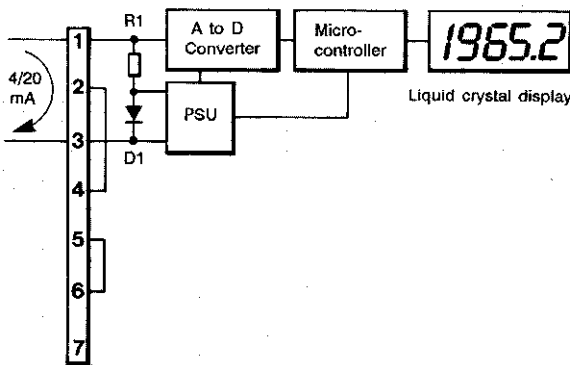 R1
A to D
Converter
Micro-
controller
1965.2
Liquid crystal display
4/20
mA
PSU
D1
1
2
3
4
5
6
7